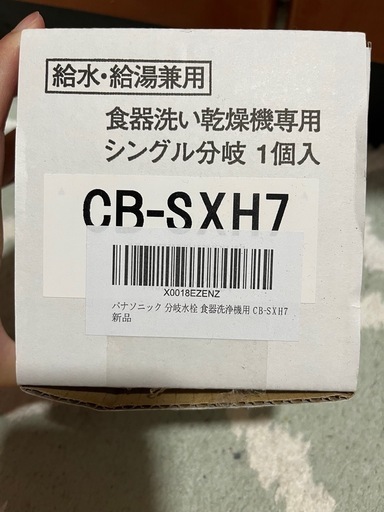 給水・給湯兼用
食器洗い乾燥機専用
シングル分岐 1個入
CB-SXH7
X0018EZENZ
パナソニック 分岐水栓 食器洗浄機用 CB-SXH7
新品